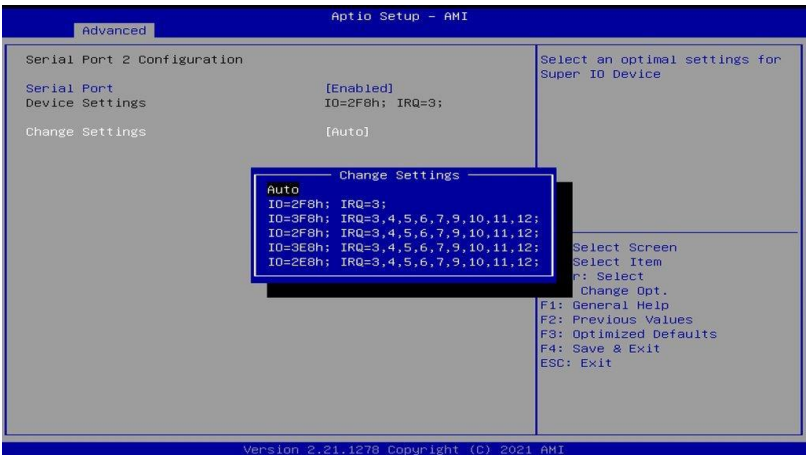 Aptio Setup - AMI
Advanced
Serial Port 2 Configuration
Serial Port [Enabled]
Device Settings IO=2F8h; IRQ=3;
Change Settings [Auto]
Change Settings
Auto
IO=2F8h; IRQ=3;
IO=3F8h; IRQ=3,4,5,6,7,9,10,11,12;
IO=2F8h; IRQ=3,4,5,6,7,9,10,11,12;
IO=3E8h; IRQ=3,4,5,6,7,9,10,11,12;
IO=2E8h; IRQ=3,4,5,6,7,9,10,11,12;
Select an optimal settings for
Super IO Device
Select Screen
Select Item
r: Select
Change Opt.
F1: General Help
F2: Previous Values
F3: Optimized Defaults
F4: Save & Exit
ESC: Exit
Version 2.21.1278 Copyright (C) 2021 AMI